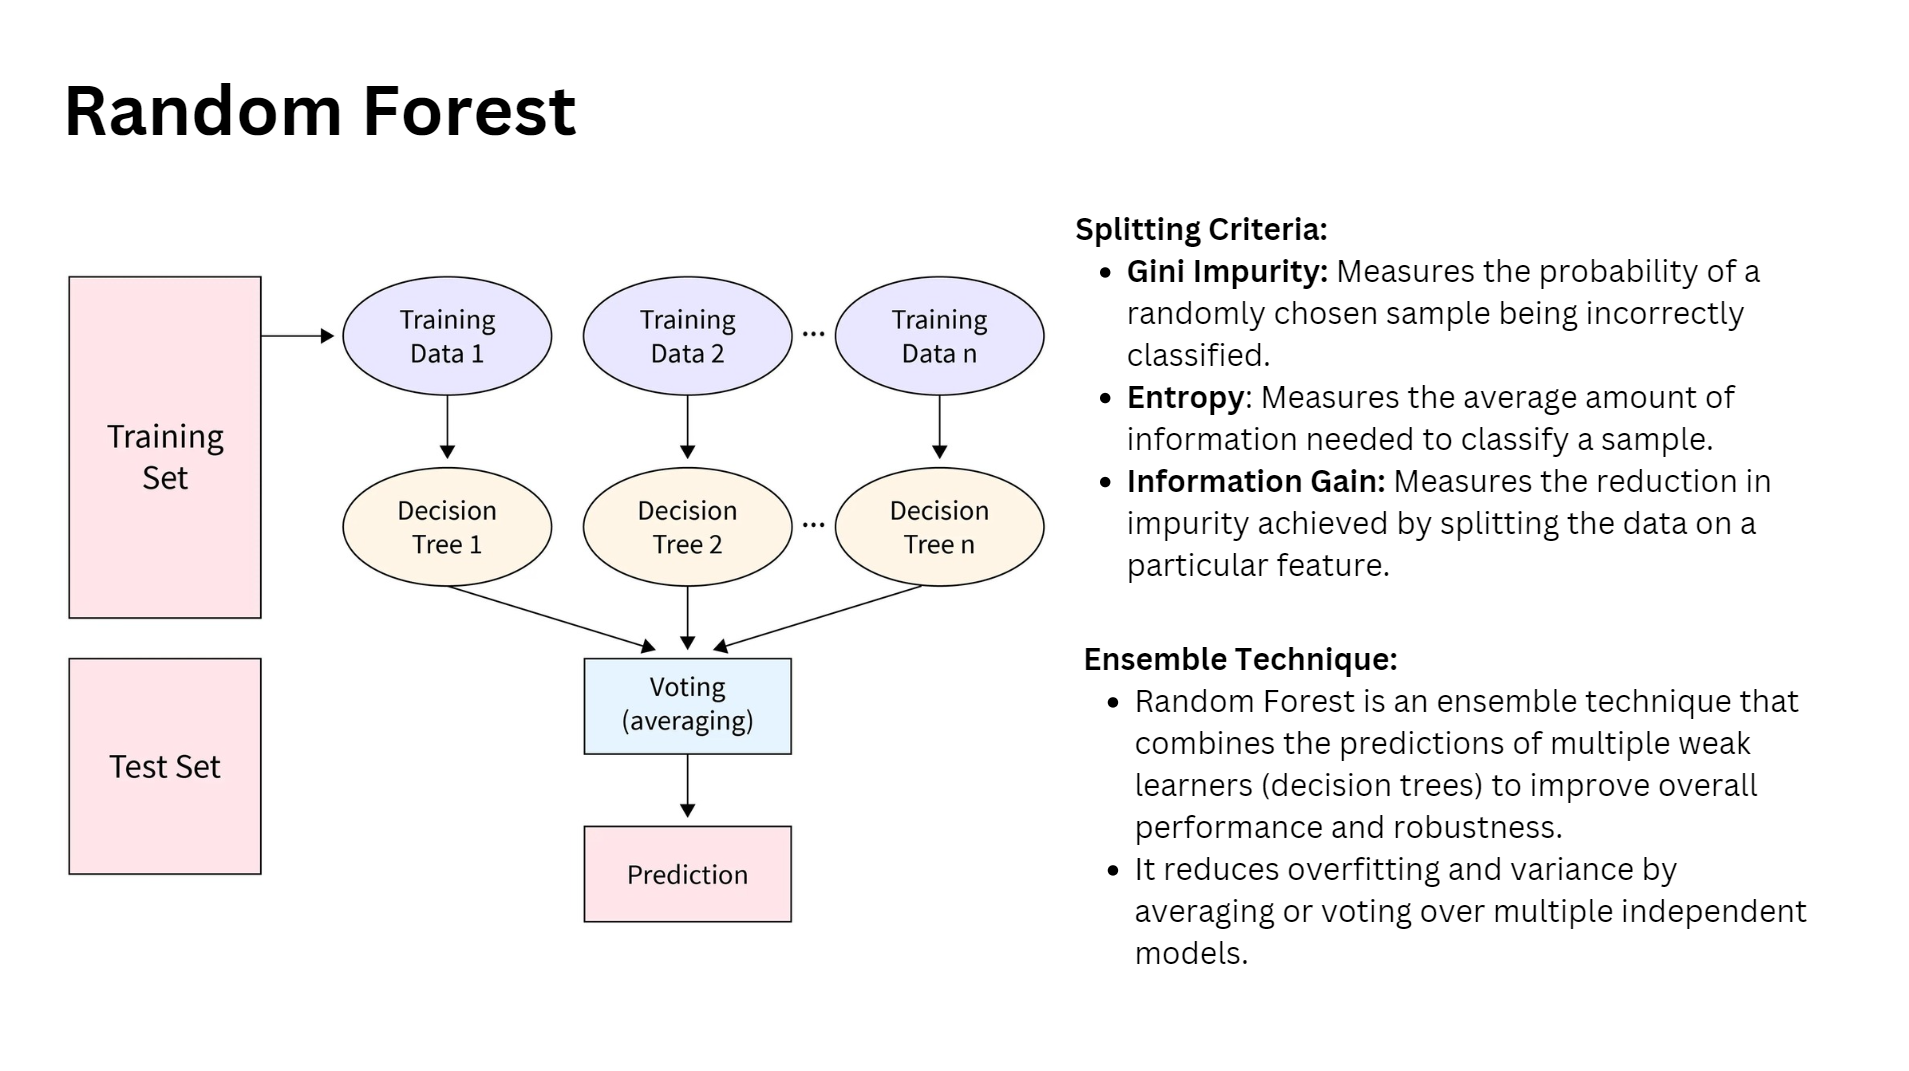 Random Forest
Training
Set
Test Set
Training
Data 1
Training
Data 2
...
Training
Data n
Decision
Tree 1
Decision
Tree 2
...
Decision
Tree n
Voting
(averaging)
Prediction
Splitting Criteria:
• Gini Impurity: Measures the probability of a
randomly chosen sample being incorrectly
classified.
• Entropy: Measures the average amount of
information needed to classify a sample.
• Information Gain: Measures the reduction in
impurity achieved by splitting the data on a
particular feature.
Ensemble Technique:
• Random Forest is an ensemble technique that
combines the predictions of multiple weak
learners (decision trees) to improve overall
performance and robustness.
• It reduces overfitting and variance by
averaging or voting over multiple independent
models.